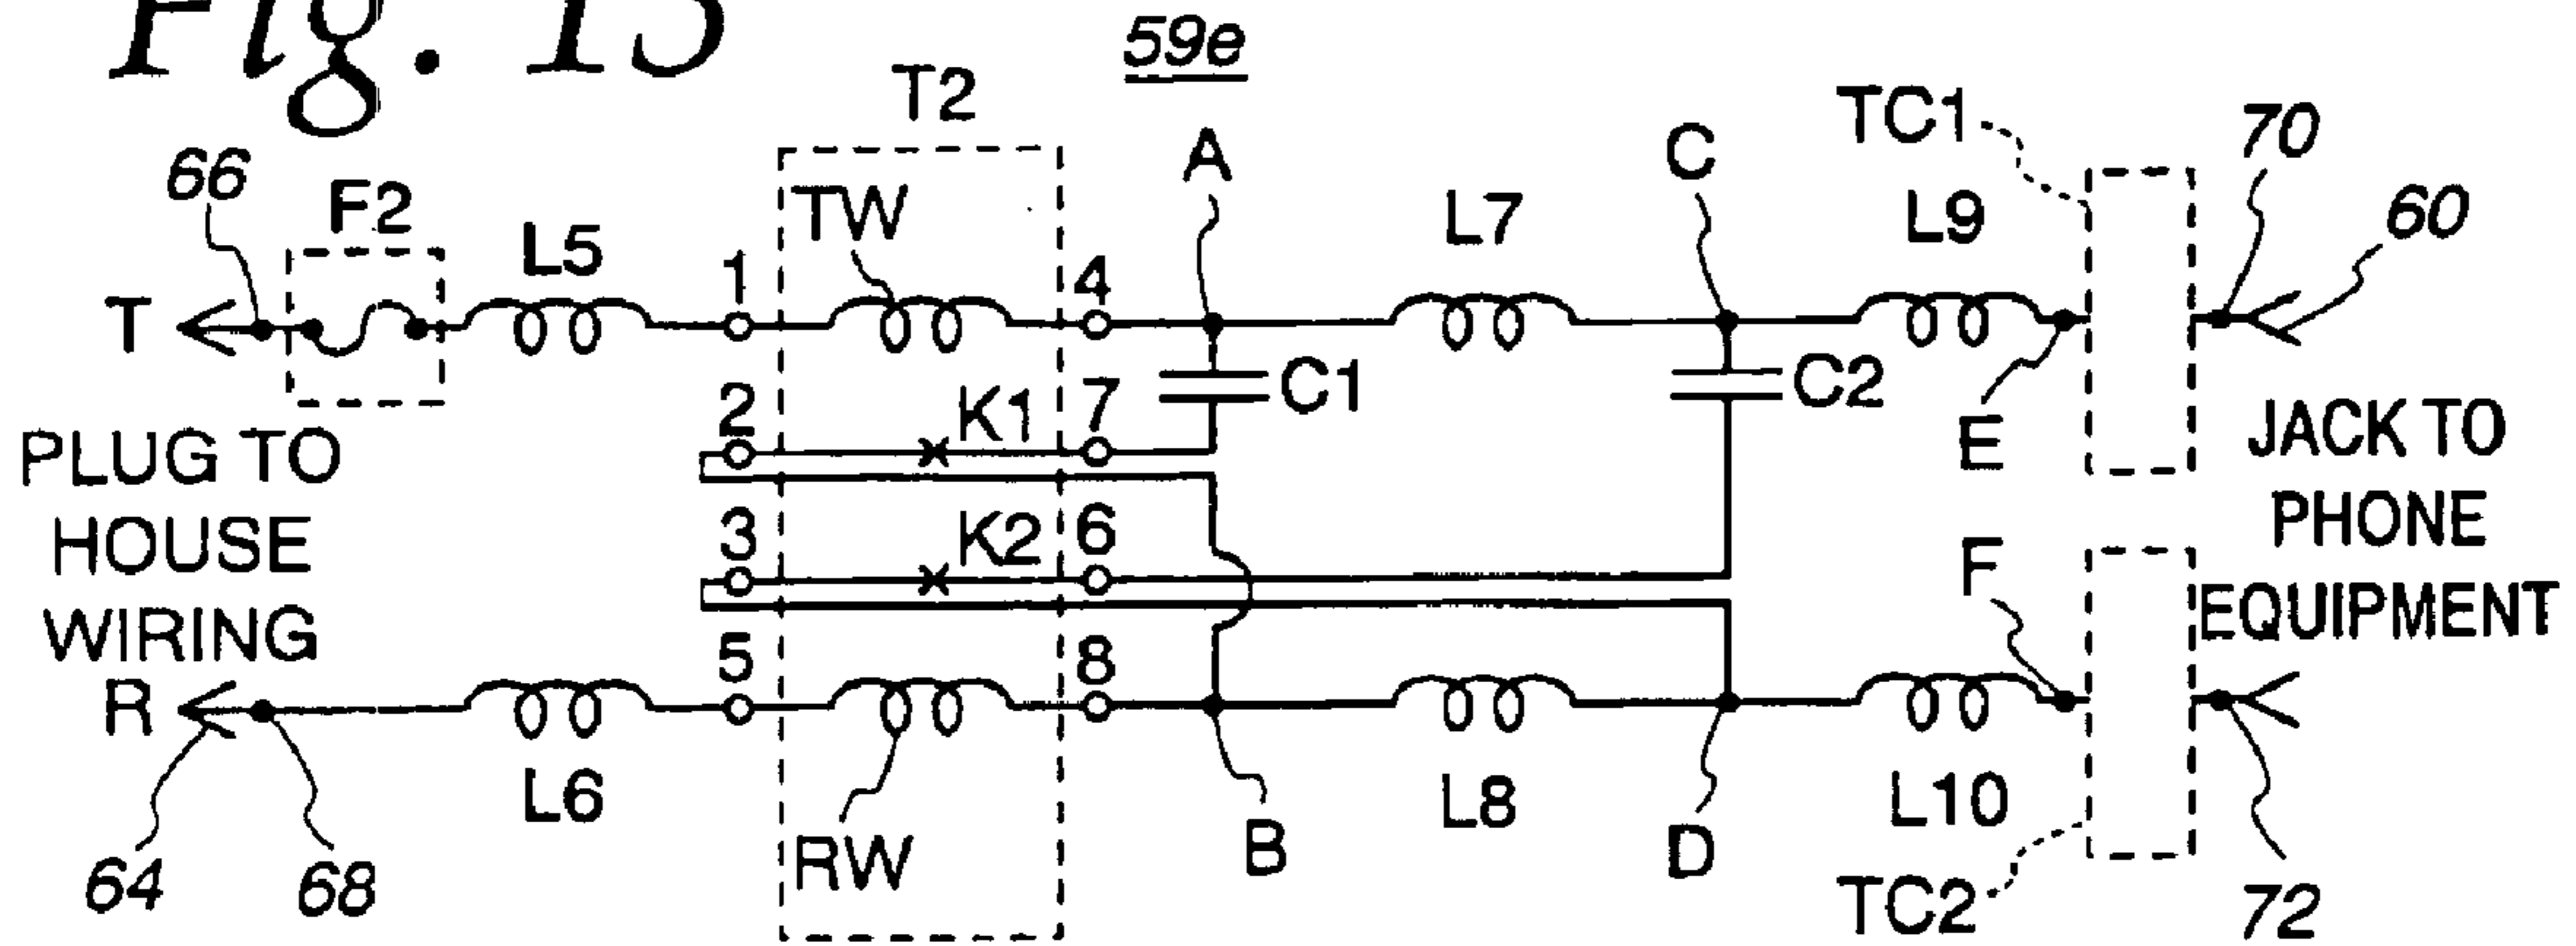 Fig. 13
59e
T2
TC1
70
A
C
66
F2
TW
L7
L9
60
L5
1
4
T
2
K1
7
C1
C2
E
PLUG TO
HOUSE
WIRING
JACK TO
PHONE
EQUIPMENT
3
K2
6
F
5
8
R
L6
RW
B
L8
D
L10
64
68
TC2
72